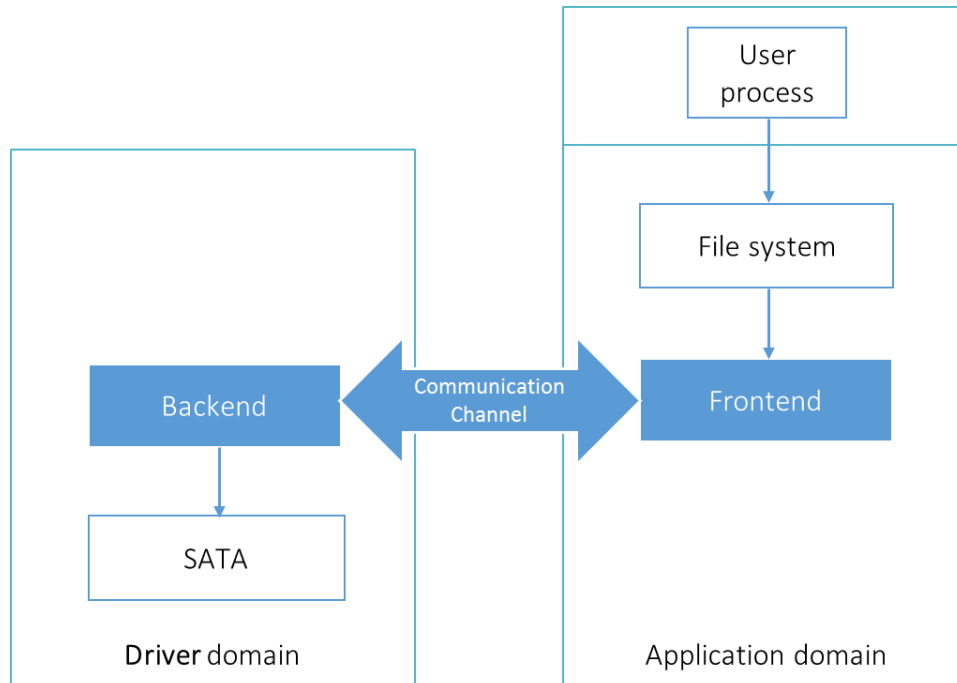 User
process
File system
Communication
Channel
Backend
Frontend
SATA
Driver domain
Application domain